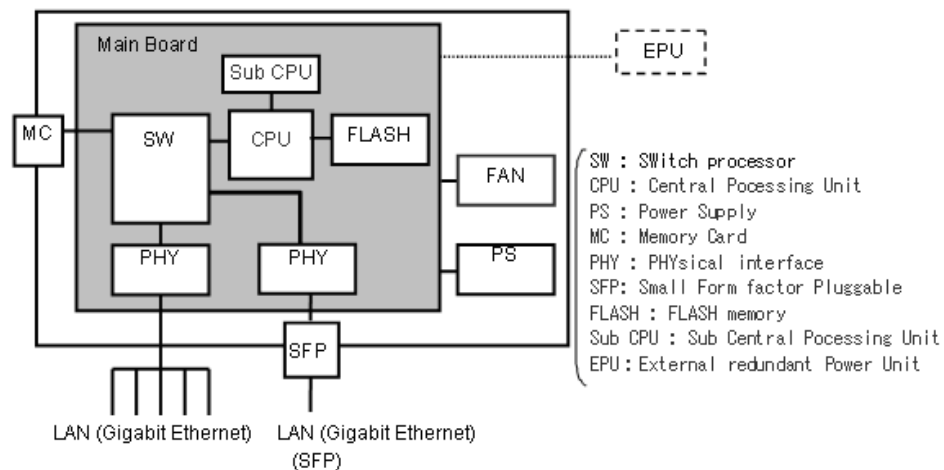 Main Board
EPU
Sub CPU
MC
SW
CPU
FLASH
FAN
PHY
PHY
PS
SFP
LAN (Gigabit Ethernet)
LAN (Gigabit Ethernet)
(SFP)
SW : SWitch processor
CPU : Central Pocessing Unit
PS : Power Supply
MC : Memory Card
PHY : PHYsical interface
SFP: Small Form factor Pluggable
FLASH : FLASH memory
Sub CPU : Sub Central Pocessing Unit
EPU : External redundant Power Unit